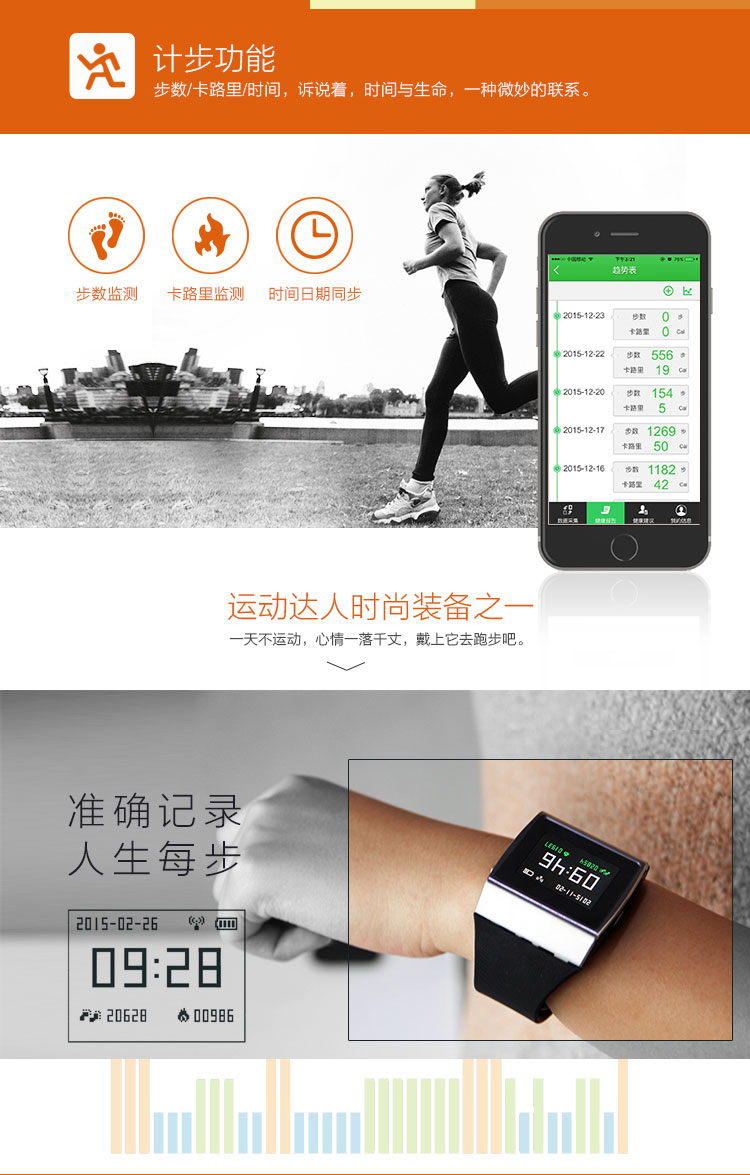 计步功能
步数/卡路里/时间，诉说着，时间与生命，一种微妙的联系。
步数监测
卡路里监测
时间日期同步
中国移动 下午3:21 76%
趋势表
2015-12-23
步数 0 步
卡路里 0 Cal
2015-12-22
步数 556 步
卡路里 19 Cal
2015-12-20
步数 154 步
卡路里 5 Cal
2015-12-17
步数 1269 步
卡路里 50 Cal
2015-12-16
步数 1182 步
卡路里 42 Cal
数据采集 健康报告 健康建议 我的信息
运动达人时尚装备之一
一天不运动，心情一落千丈，戴上它去跑步吧。
准确记录
人生每步
2015-02-26
09:28
20628 00986